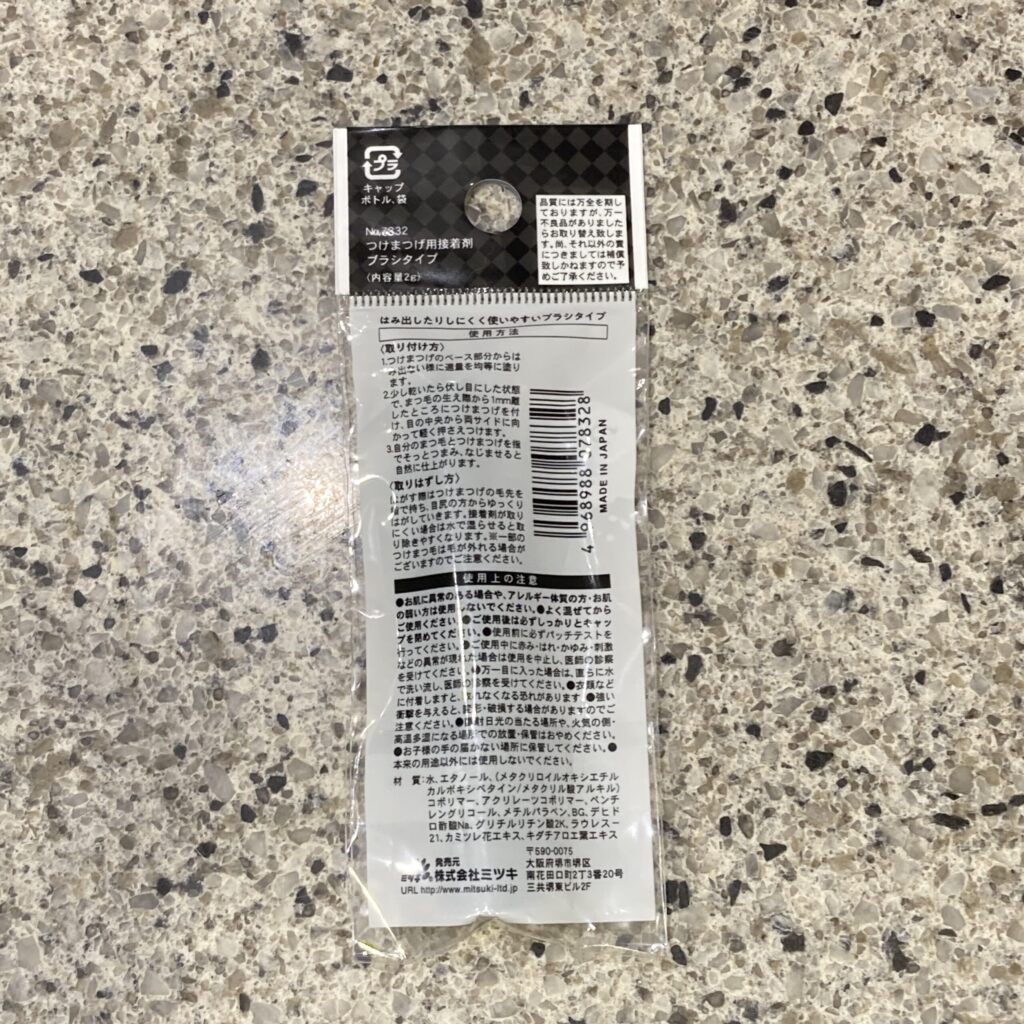 プラ
キャップ
ボトル、袋
No.7832
つけまつげ用接着剤
ブラシタイプ
〈内容量2g〉
品質には万全を期し
ておりますが、万一
不良品がありました
らお取り替え致しま
す。尚、それ以外の責
につきましては補償
致しかねますので予
めご了承ください。
はみ出したりしにくく使いやすいブラシタイプ
使用方法
〈取り付け方〉
1.つけまつげのベース部分からは
み出ない様に適量を均等に塗り
ます。
2.少し乾いたら伏し目にした状態
で、まつ毛の生え際から1mm離
したところにつけまつげを付
け、目の中央から両サイドに向
かって軽く押さえつけます。
3.自分のまつ毛とつけまつげを指
でそっとつまみ、なじませると
自然に仕上がります。
〈取りはずし方〉
はがす際はつけまつげの毛先を
指で持ち、目尻の方からゆっくり
はがしていきます。接着剤が取り
にくい場合は水で湿らせると取
り除きやすくなります。※一部の
つけまつ毛は毛が外れる場合が
ございますのでご注意ください。
4968988078328
MADE IN JAPAN
使用上の注意
●お肌に異常のある場合や、アレルギー体質の方・お肌
の弱い方は使用しないでください。●よく混ぜてから
ご使用ください。●ご使用後は必ずしっかりとキャッ
プを閉めてください。●使用前に必ずパッチテストを
行ってください。●ご使用中に赤み・はれ・かゆみ・刺激
などの異常が現れた場合は使用を中止し、医師の診察
を受けてください。●万一目に入った場合は、直ちに水
で洗い流し、医師の診察を受けてください。●衣類など
に付着しますと、取れなくなる恐れがあります。●強い
衝撃を与えると、変形・破損する場合がありますのでご
注意ください。●直射日光の当たる場所や、火気の側・
高温多湿になる場所での放置・保管はおやめください。
●お子様の手の届かない場所に保管してください。●
本来の用途以外には使用しないでください。
材 質：水、エタノール、(メタクリロイルオキシエチル
カルボキシベタイン/メタクリル酸アルキル)
コポリマー、アクリレーツコポリマー、ペンチ
レングリコール、メチルパラベン、BG、デヒド
ロ酢酸Na、グリチルリチン酸2K、ラウレス－
21、カミツレ花エキス、キダチアロエ葉エキス
発売元
株式会社ミツキ
URL http://www.mitsuki-ltd.jp
〒590-0075
大阪府堺市堺区
南花田口町2丁3番20号
三共堺東ビル2F